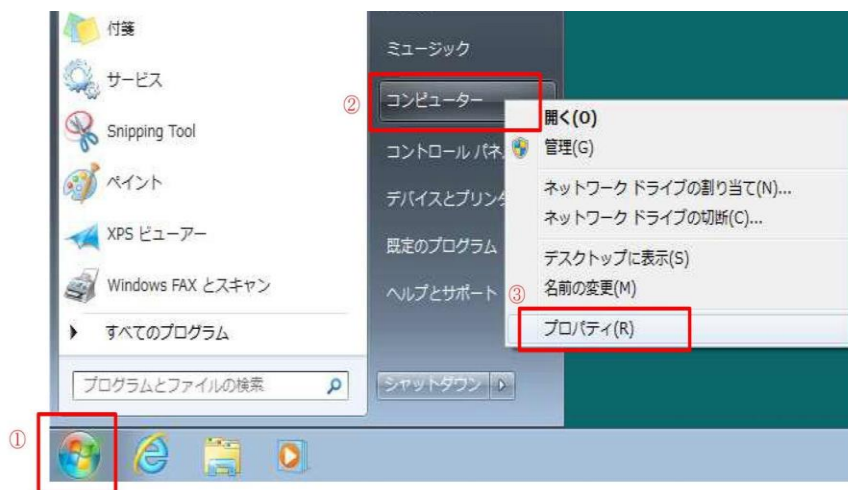 付箋
サービス
Snipping Tool
ペイント
XPS ビューアー
Windows FAX とスキャン
すべてのプログラム
プログラムとファイルの検索
①
ミュージック
②
コンピューター
コントロール パネ
デバイスとプリンタ
既定のプログラム
ヘルプとサポート
シャットダウン
開く(O)
管理(G)
ネットワーク ドライブの割り当て(N)...
ネットワーク ドライブの切断(C)...
デスクトップに表示(S)
名前の変更(M)
③
プロパティ(R)